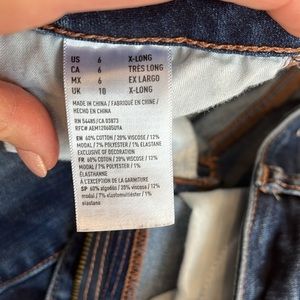 US 6 X-LONG
CA 6 TRÈS LONG
MX 6 EX LARGO
UK 10 X-LONG
MADE IN CHINA / FABRIQUÉ EN CHINE /
HECHO EN CHINA
RN 54485/CA 03873
EN 60% COTTON / 20% VISCOSE / 12%
MODAL / 7% POLYESTER / 1% ELASTANE
EXCLUSIVE OF DECORATION
FR 60% COTON / 20% VISCOSE / 12%
MODAL / 7% POLYESTER / 1%
ÉLASTHANNE
À L'EXCEPTION DE LA GARNITURE
SP 60% algodón / 20% viscosa / 12%
modal / 7% / 1%
elastano